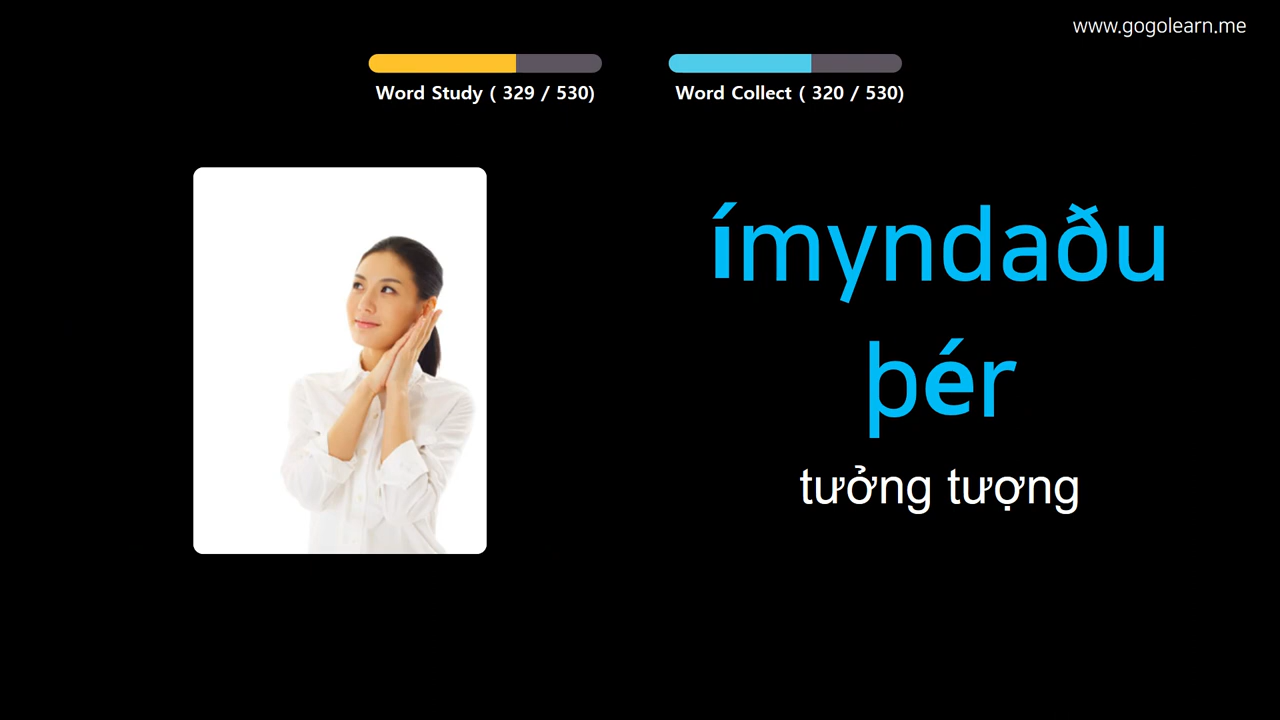 www.gogolearn.me
Word Study ( 329 / 530)
Word Collect ( 320 / 530)
ímyndaðu
þér
tưởng tượng